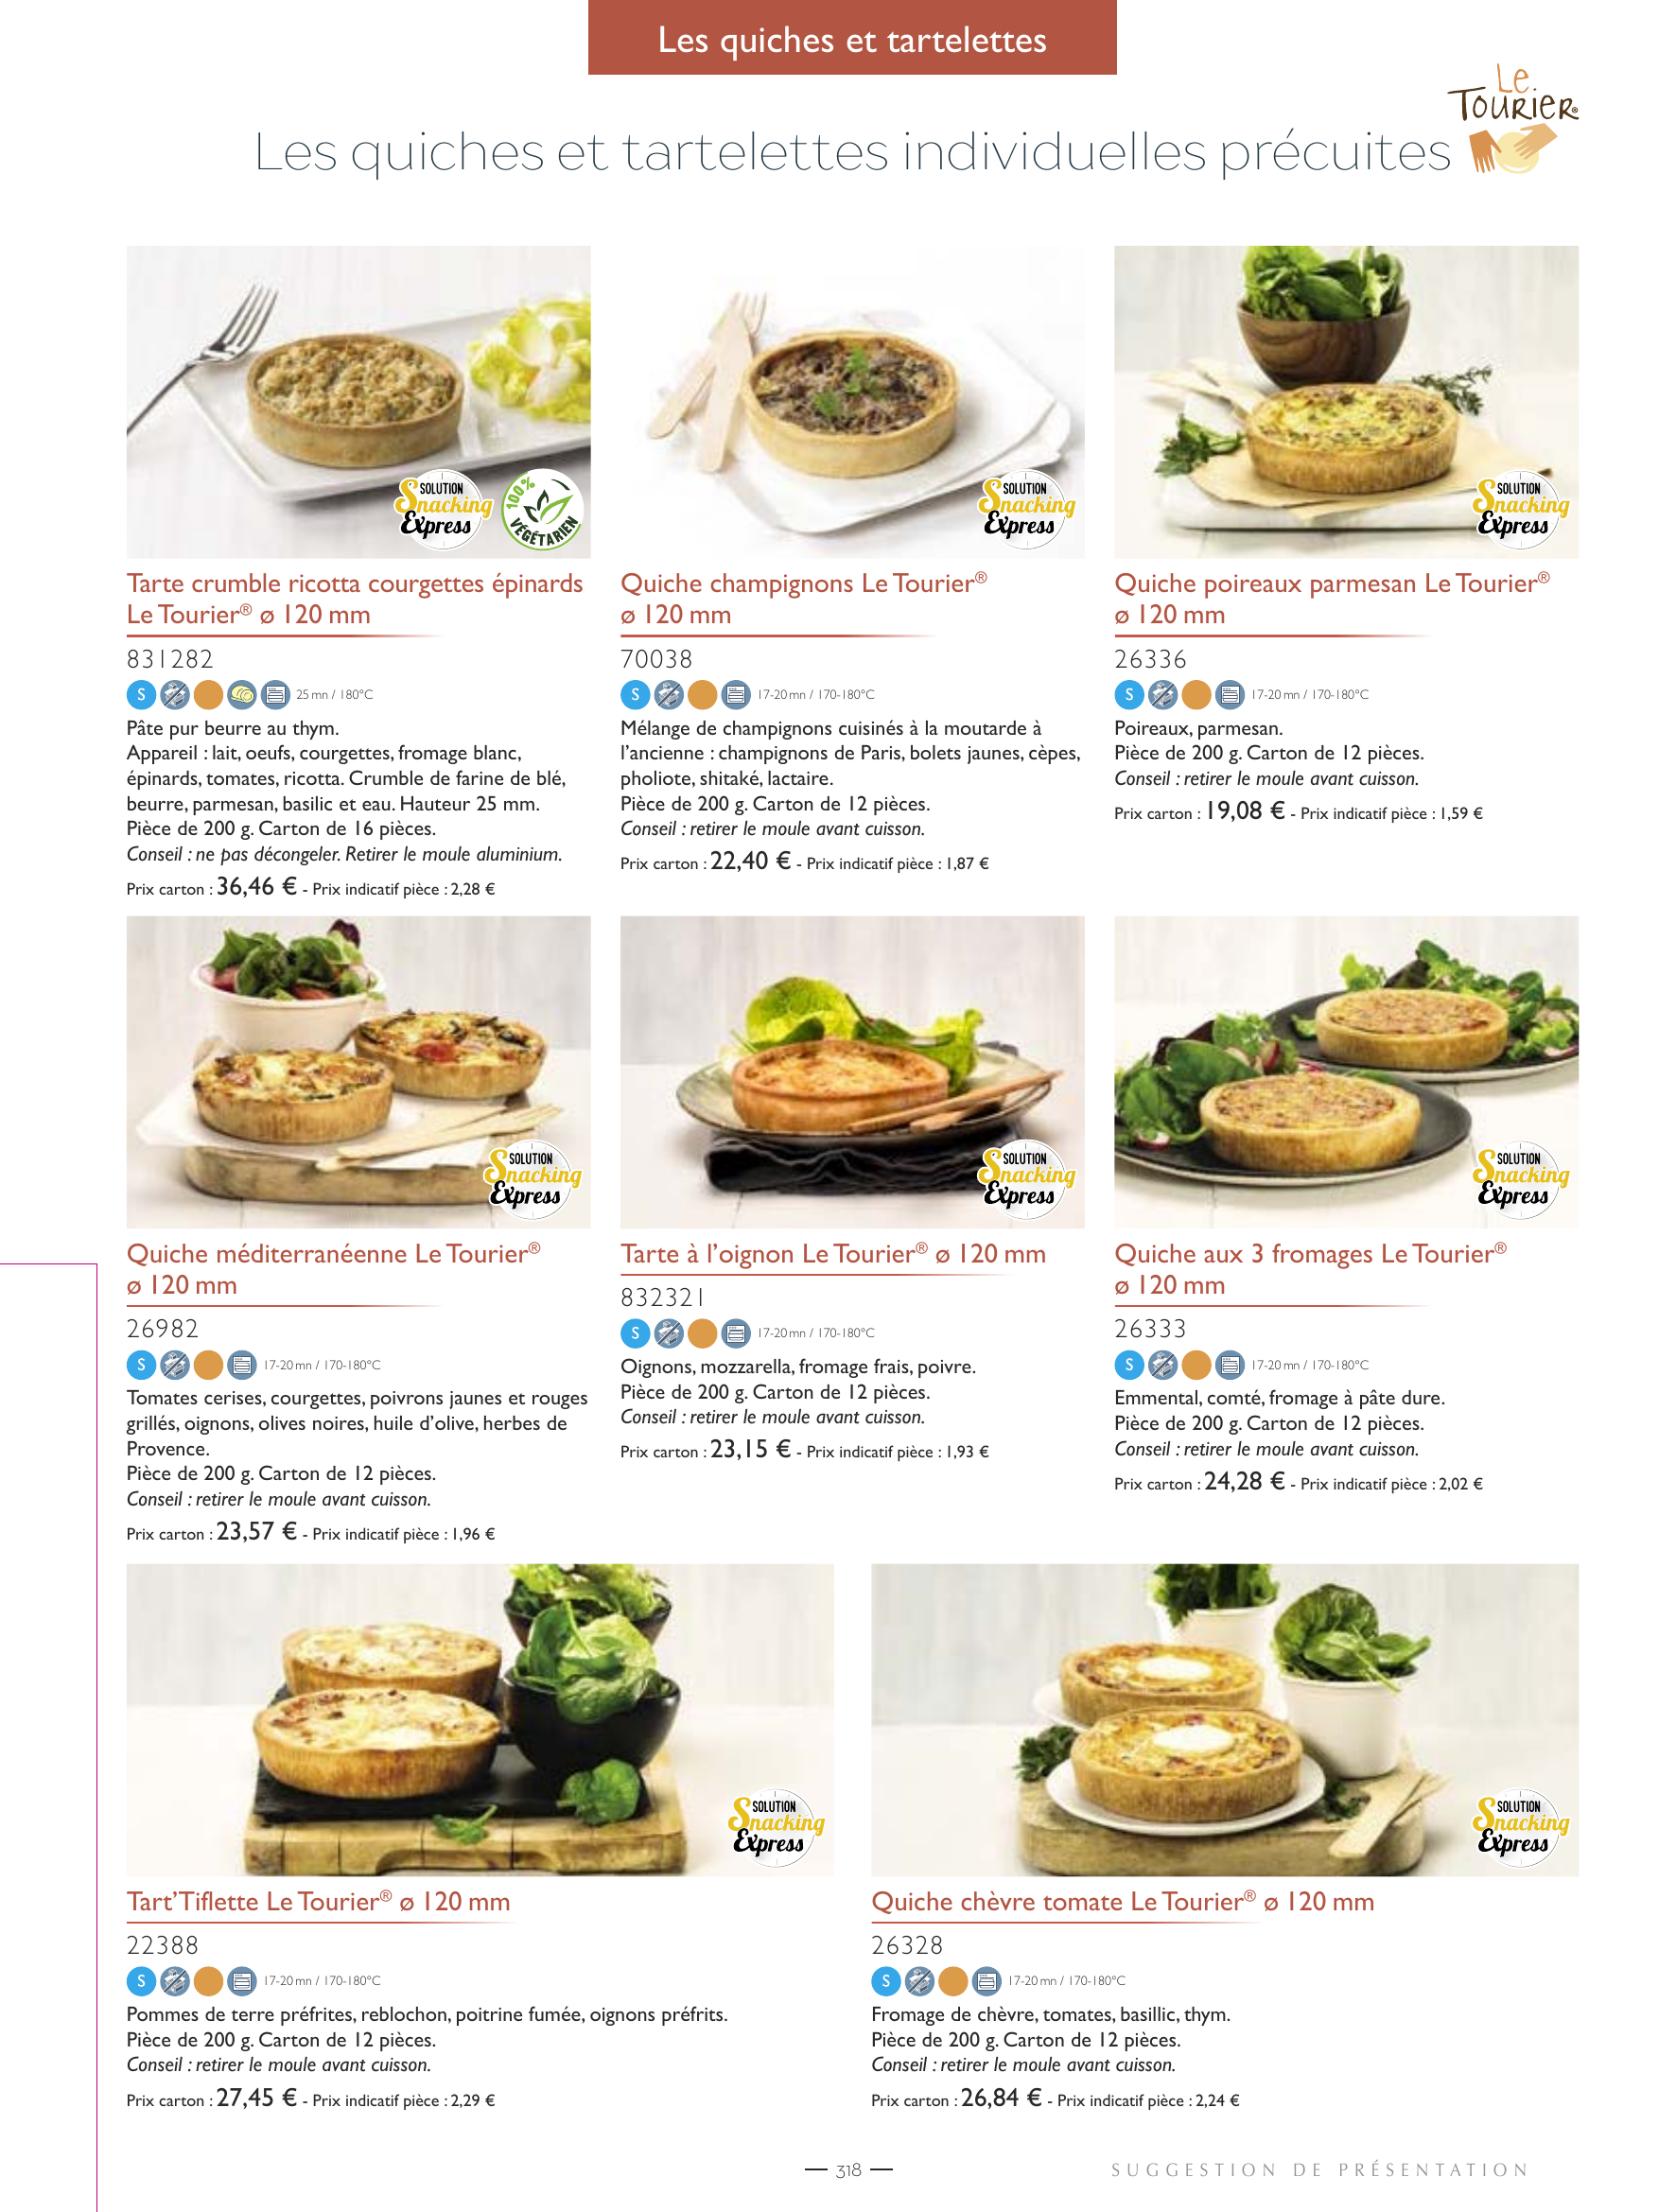 Les quiches et tartelettes
Le
Tourier®
Les quiches et tartelettes individuelles précuites
SOLUTION
Snacking
Express
100%
VÉGÉTARIEN
SOLUTION
Snacking
Express
SOLUTION
Snacking
Express
Tarte crumble ricotta courgettes épinards
Le Tourier® ø 120 mm
831282
S 25 mn / 180°C
Pâte pur beurre au thym.
Appareil : lait, oeufs, courgettes, fromage blanc,
épinards, tomates, ricotta. Crumble de farine de blé,
beurre, parmesan, basilic et eau. Hauteur 25 mm.
Pièce de 200 g. Carton de 16 pièces.
Conseil : ne pas décongeler. Retirer le moule aluminium.
Prix carton : 36,46 € - Prix indicatif pièce : 2,28 €
Quiche champignons Le Tourier®
ø 120 mm
70038
S 17-20 mn / 170-180°C
Mélange de champignons cuisinés à la moutarde à
l’ancienne : champignons de Paris, bolets jaunes, cèpes,
pholiote, shitaké, lactaire.
Pièce de 200 g. Carton de 12 pièces.
Conseil : retirer le moule avant cuisson.
Prix carton : 22,40 € - Prix indicatif pièce : 1,87 €
Quiche poireaux parmesan Le Tourier®
ø 120 mm
26336
S 17-20 mn / 170-180°C
Poireaux, parmesan.
Pièce de 200 g. Carton de 12 pièces.
Conseil : retirer le moule avant cuisson.
Prix carton : 19,08 € - Prix indicatif pièce : 1,59 €
SOLUTION
Snacking
Express
SOLUTION
Snacking
Express
SOLUTION
Snacking
Express
Quiche méditerranéenne Le Tourier®
ø 120 mm
26982
S 17-20 mn / 170-180°C
Tomates cerises, courgettes, poivrons jaunes et rouges
grillés, oignons, olives noires, huile d’olive, herbes de
Provence.
Pièce de 200 g. Carton de 12 pièces.
Conseil : retirer le moule avant cuisson.
Prix carton : 23,57 € - Prix indicatif pièce : 1,96 €
Tarte à l’oignon Le Tourier® ø 120 mm
832321
S 17-20 mn / 170-180°C
Oignons, mozzarella, fromage frais, poivre.
Pièce de 200 g. Carton de 12 pièces.
Conseil : retirer le moule avant cuisson.
Prix carton : 23,15 € - Prix indicatif pièce : 1,93 €
Quiche aux 3 fromages Le Tourier®
ø 120 mm
26333
S 17-20 mn / 170-180°C
Emmental, comté, fromage à pâte dure.
Pièce de 200 g. Carton de 12 pièces.
Conseil : retirer le moule avant cuisson.
Prix carton : 24,28 € - Prix indicatif pièce : 2,02 €
SOLUTION
Snacking
Express
SOLUTION
Snacking
Express
Tart’Tiflette Le Tourier® ø 120 mm
22388
S 17-20 mn / 170-180°C
Pommes de terre préfrites, reblochon, poitrine fumée, oignons préfrits.
Pièce de 200 g. Carton de 12 pièces.
Conseil : retirer le moule avant cuisson.
Prix carton : 27,45 € - Prix indicatif pièce : 2,29 €
Quiche chèvre tomate Le Tourier® ø 120 mm
26328
S 17-20 mn / 170-180°C
Fromage de chèvre, tomates, basillic, thym.
Pièce de 200 g. Carton de 12 pièces.
Conseil : retirer le moule avant cuisson.
Prix carton : 26,84 € - Prix indicatif pièce : 2,24 €
318
SUGGESTION DE PRÉSENTATION